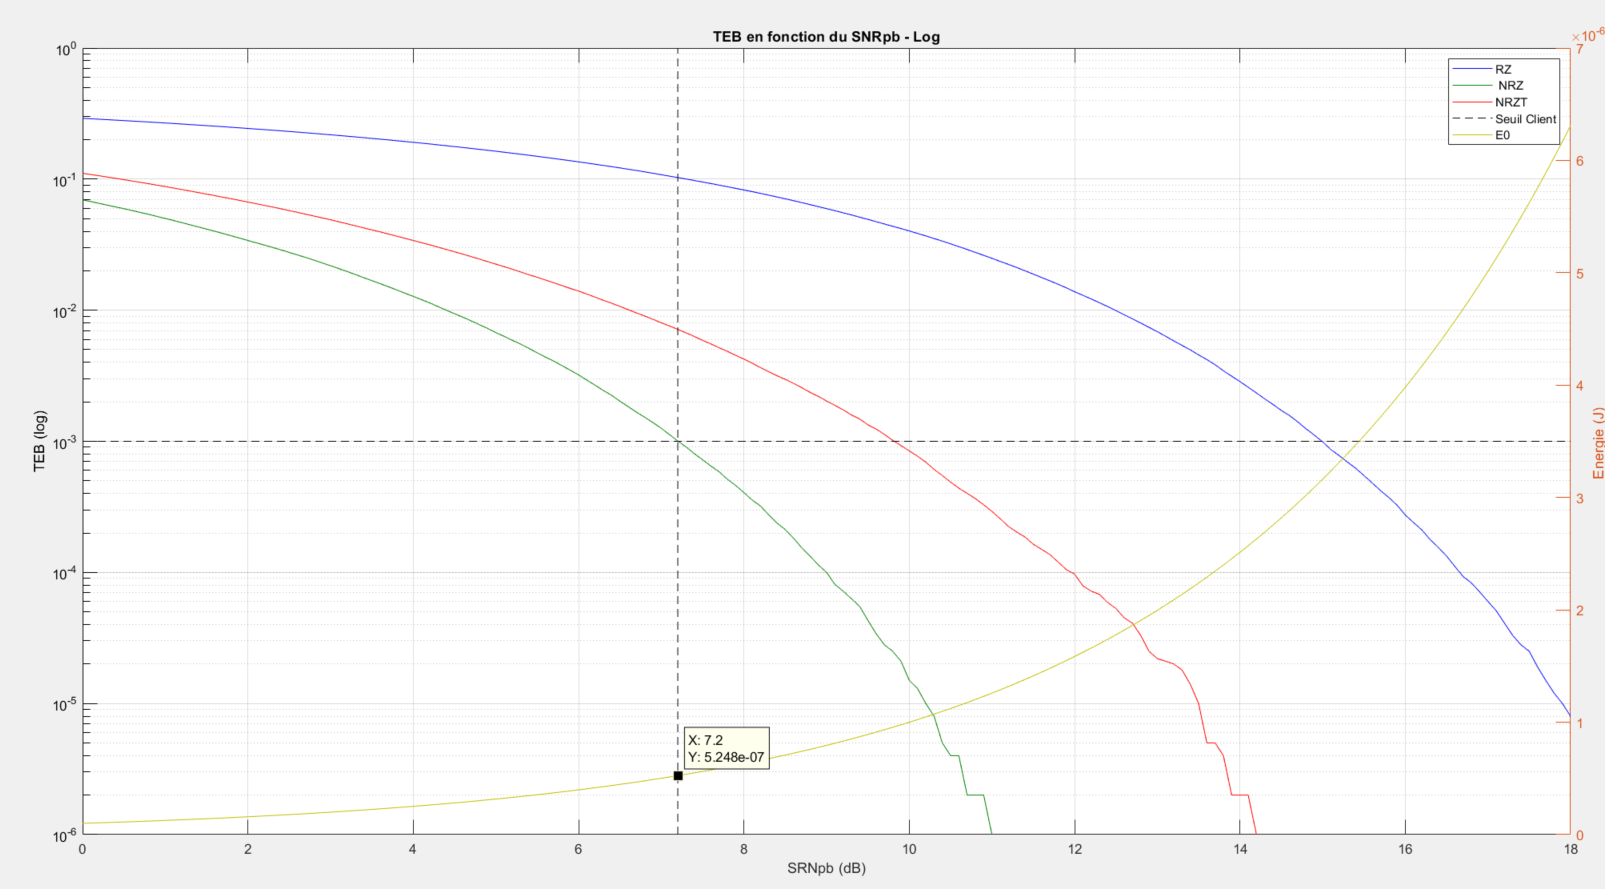 TEB en fonction du SNRpb - Log
×10^-6
10^0
10^-1
10^-2
10^-3
10^-4
10^-5
10^-6
TEB (log)
RZ
NRZ
NRZT
Seuil Client
E0
X: 7.2
Y: 5.248e-07
7
6
5
4
3
2
1
0
Energie (J)
0 2 4 6 8 10 12 14 16 18
SRNpb (dB)